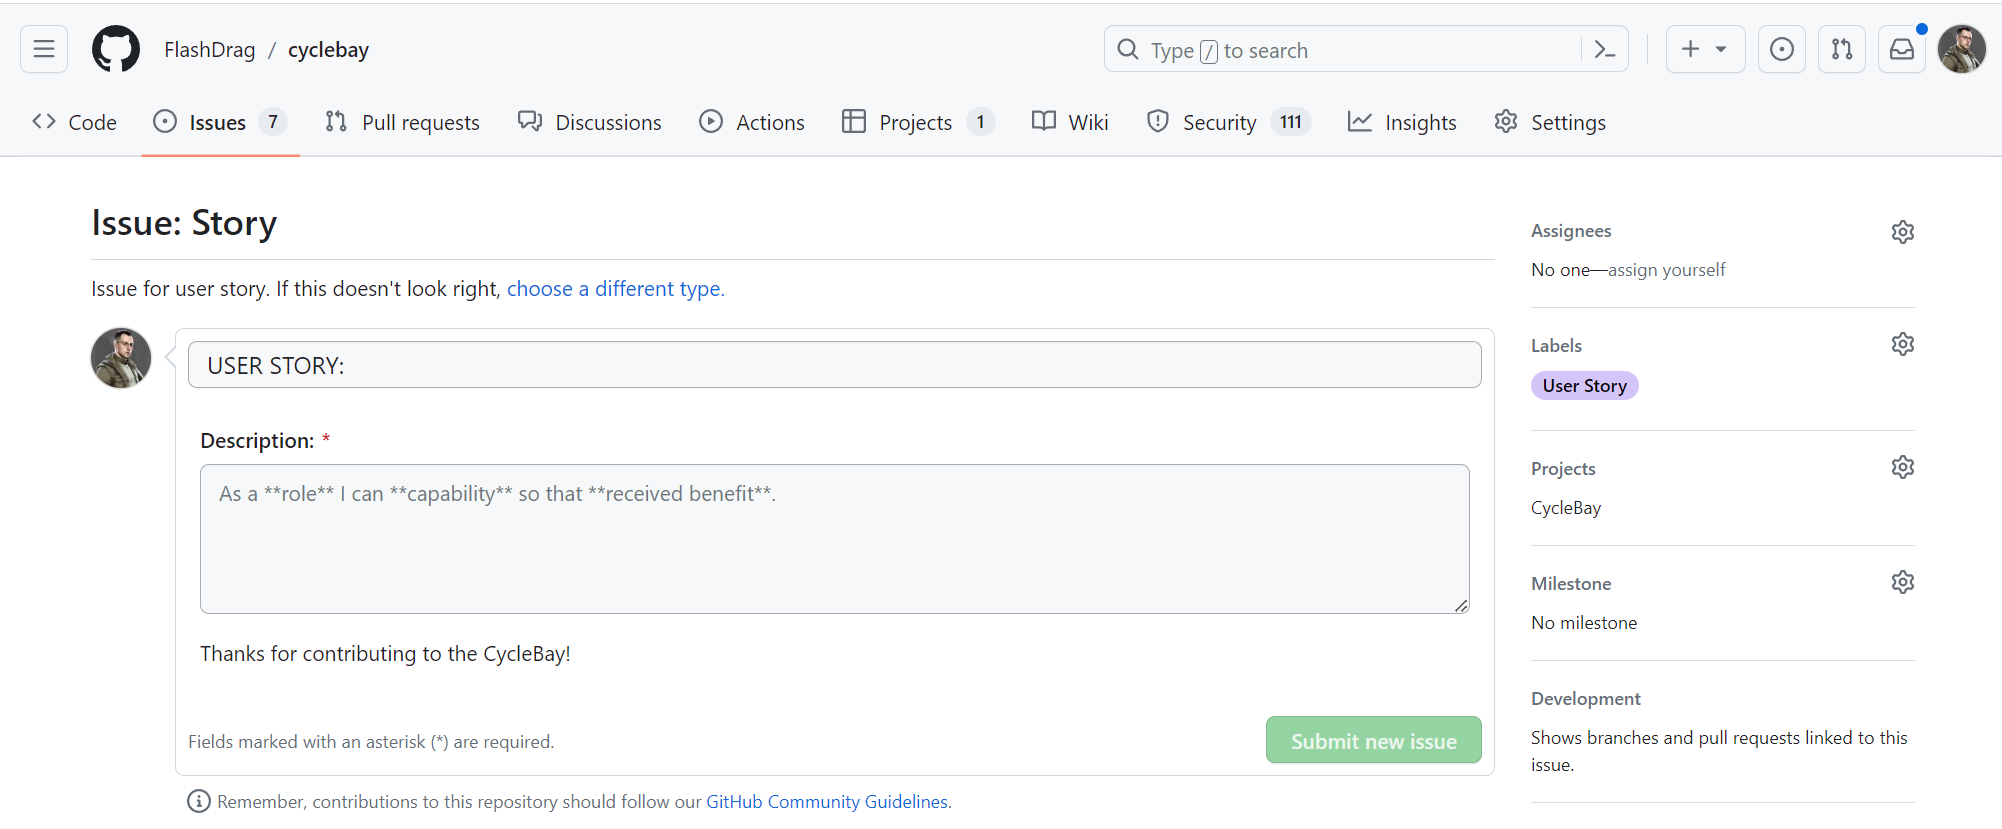 FlashDrag / cyclebay
Type / to search
Code
Issues 7
Pull requests
Discussions
Actions
Projects 1
Wiki
Security 111
Insights
Settings
Issue: Story
Issue for user story. If this doesn't look right, choose a different type.
USER STORY:
Description: *
As a **role** I can **capability** so that **received benefit**.
Thanks for contributing to the CycleBay!
Fields marked with an asterisk (*) are required.
Submit new issue
Remember, contributions to this repository should follow our GitHub Community Guidelines.
Assignees
No one—assign yourself
Labels
User Story
Projects
CycleBay
Milestone
No milestone
Development
Shows branches and pull requests linked to this
issue.